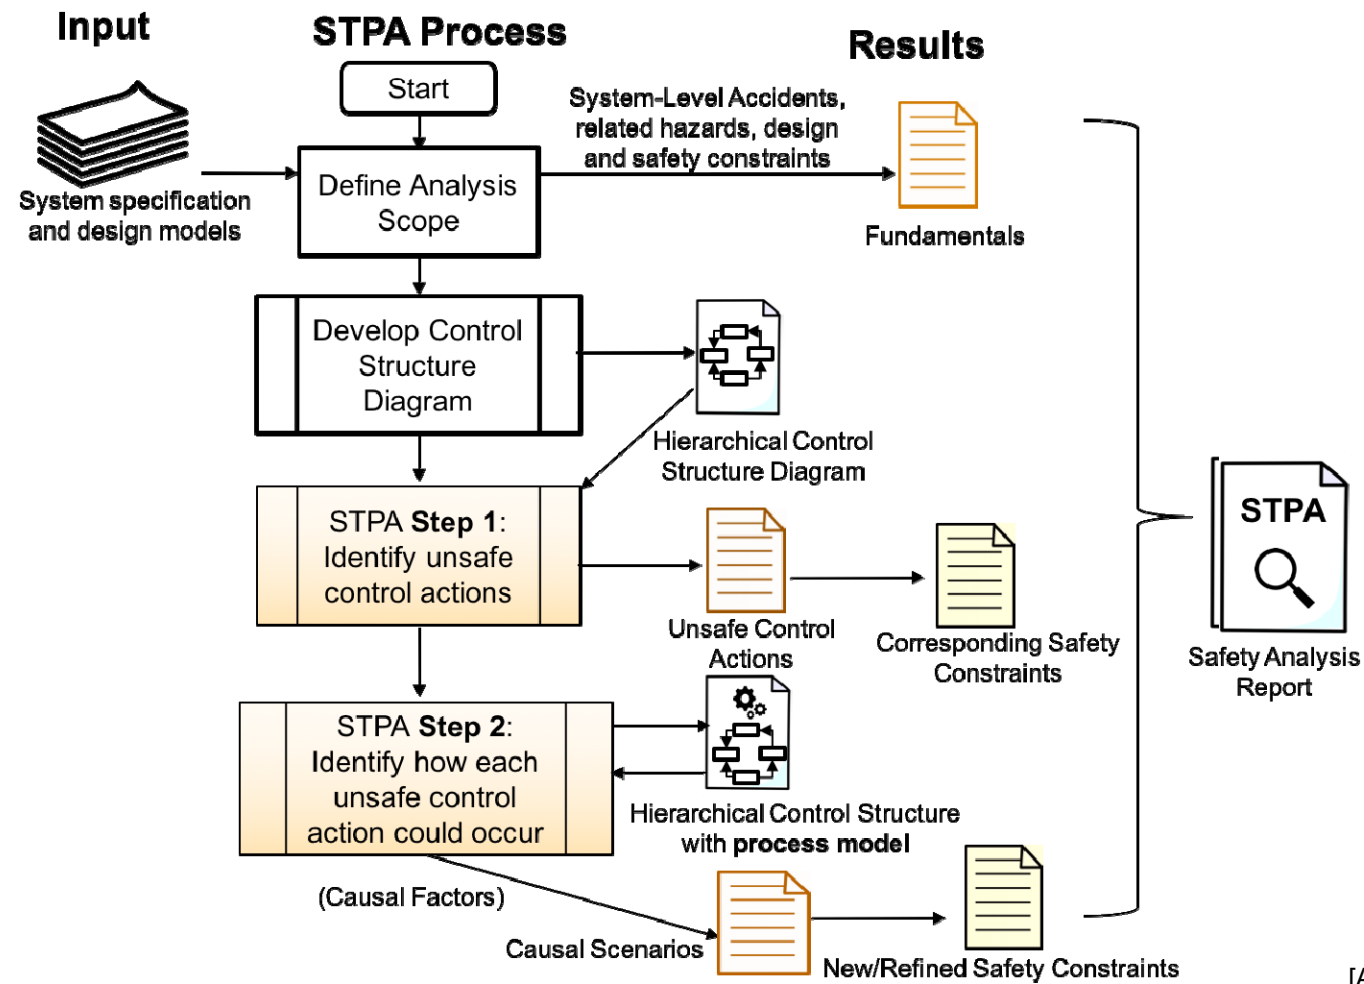 Input
STPA Process
Results
Start
System-Level Accidents,
related hazards, design
and safety constraints
Define Analysis
Scope
System specification
and design models
Fundamentals
Develop Control
Structure
Diagram
Hierarchical Control
Structure Diagram
STPA Step 1:
Identify unsafe
control actions
Unsafe Control
Actions
Corresponding Safety
Constraints
STPA
Safety Analysis
Report
STPA Step 2:
Identify how each
unsafe control
action could occur
Hierarchical Control Structure
with process model
(Causal Factors)
Causal Scenarios
New/Refined Safety Constraints